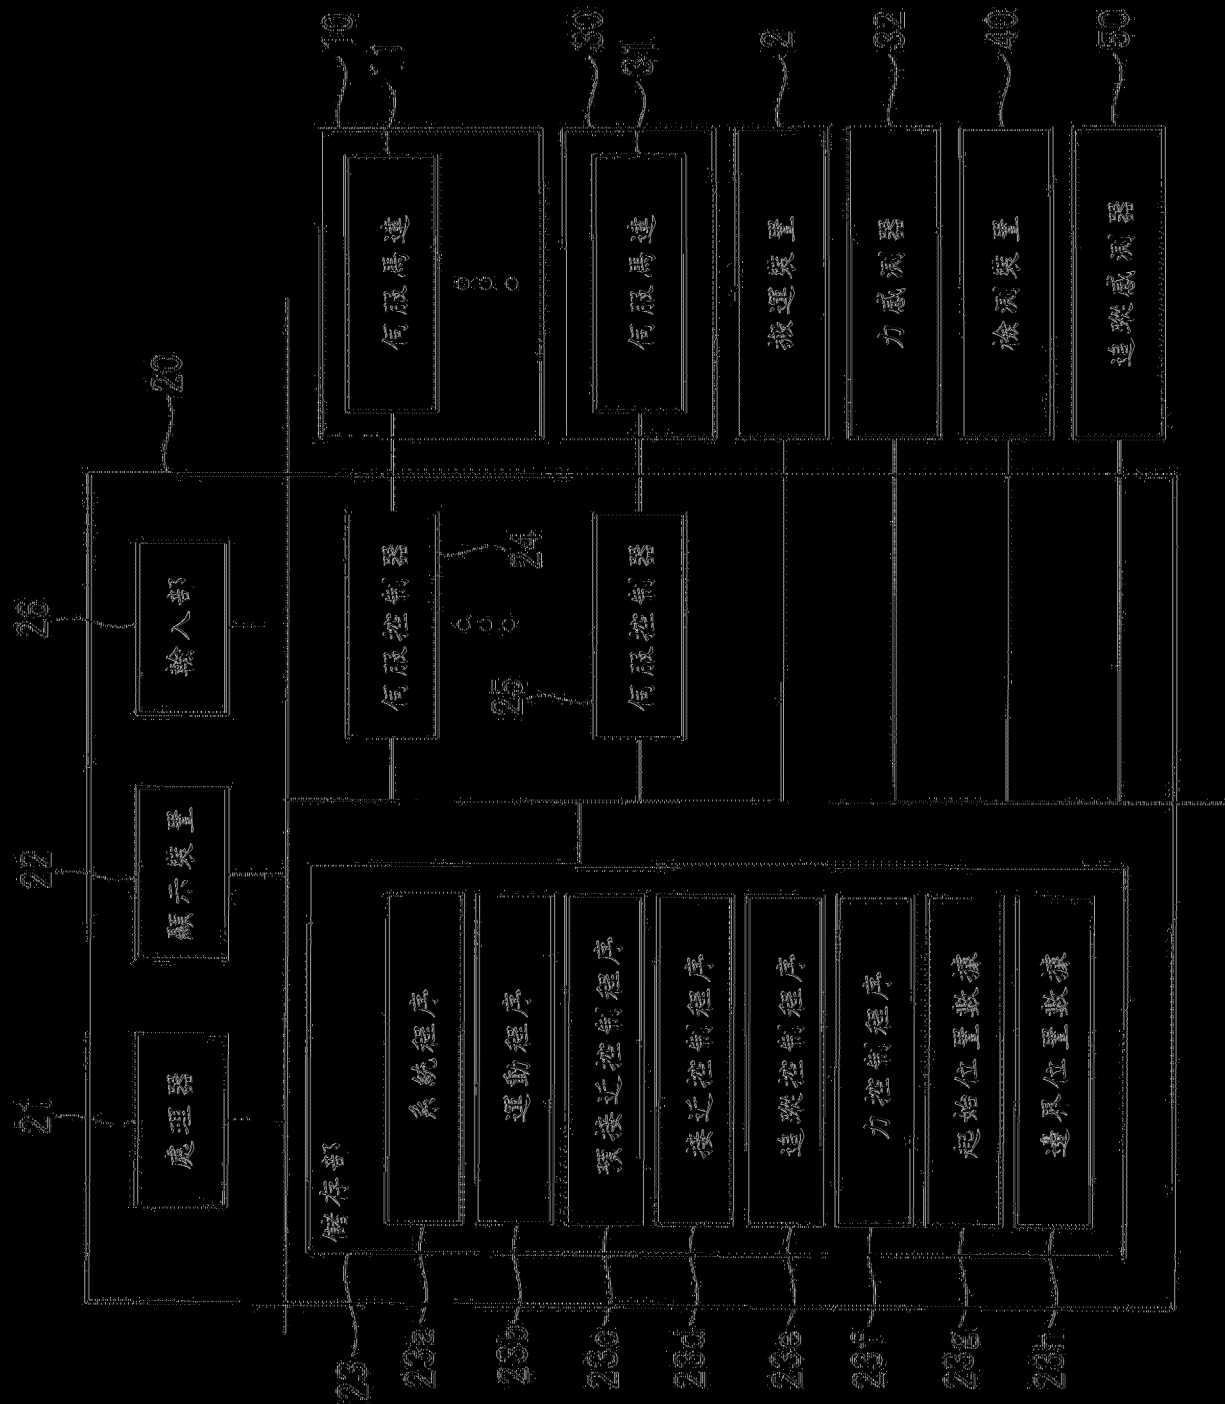 20
21
處理器
22
顯示裝置
26
輸入部
23
儲存部
23a
系統程序
23b
運動程序
23c
預接近控制程序
23d
接近控制程序
23e
追蹤控制程序
23f
力控制程序
23g
起始位置數據
23h
邊界位置數據
伺服控制器
24
25
伺服控制器
10
11
伺服馬達
30
31
伺服馬達
2
搬運裝置
32
力感測器
40
檢測裝置
50
追蹤感測器